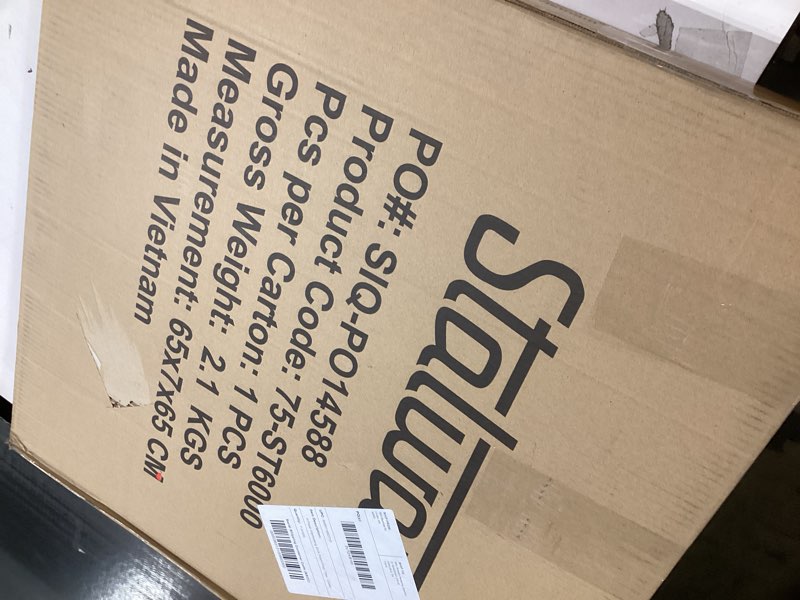 Stalwa
PO#: SIQ-PO14588
Product Code: 75-ST6000
Pcs per Carton: 1 PCS
Gross Weight: 2.1 KGS
Measurement: 65x7x65 CM
Made in Vietnam